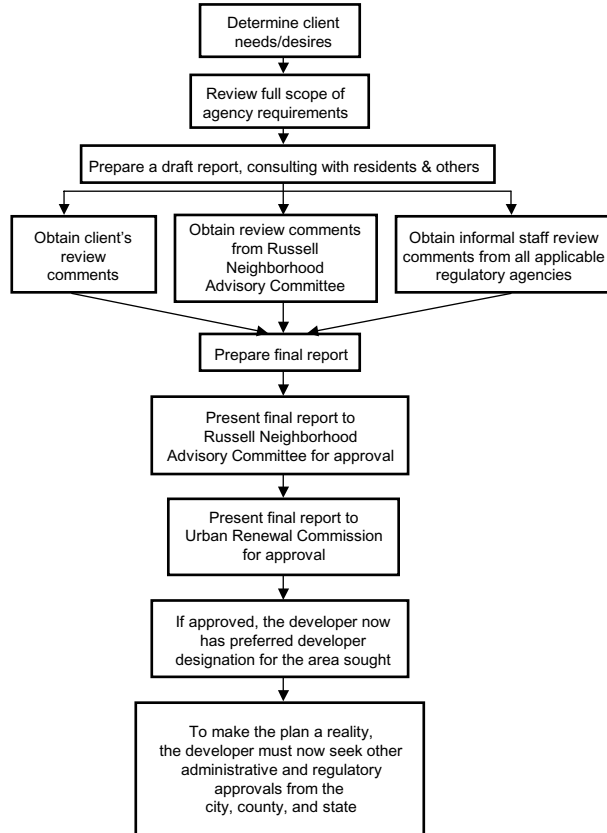 Determine client
needs/desires
Review full scope of
agency requirements
Prepare a draft report, consulting with residents & others
Obtain client's
review
comments
Obtain review comments
from Russell
Neighborhood
Advisory Committee
Obtain informal staff review
comments from all applicable
regulatory agencies
Prepare final report
Present final report to
Russell Neighborhood
Advisory Committee for approval
Present final report to
Urban Renewal Commission
for approval
If approved, the developer now
has preferred developer
designation for the area sought
To make the plan a reality,
the developer must now seek other
administrative and regulatory
approvals from the
city, county, and state